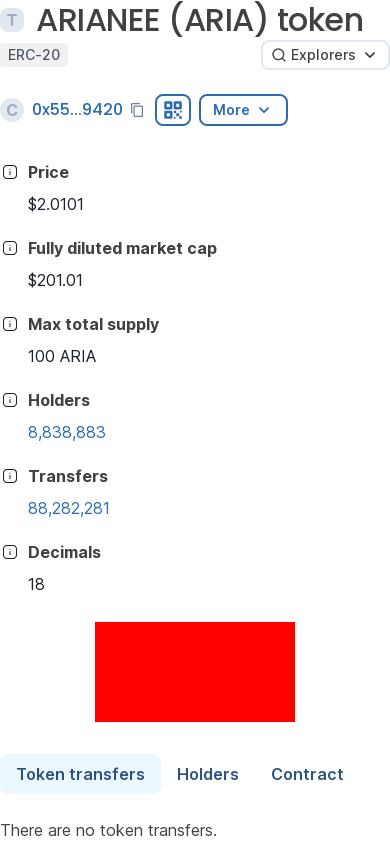 T ARIANEE (ARIA) token
ERC-20 Explorers
C 0x55...9420 More
Price
$2.0101
Fully diluted market cap
$201.01
Max total supply
100 ARIA
Holders
8,838,883
Transfers
88,282,281
Decimals
18
Token transfers Holders Contract
There are no token transfers.